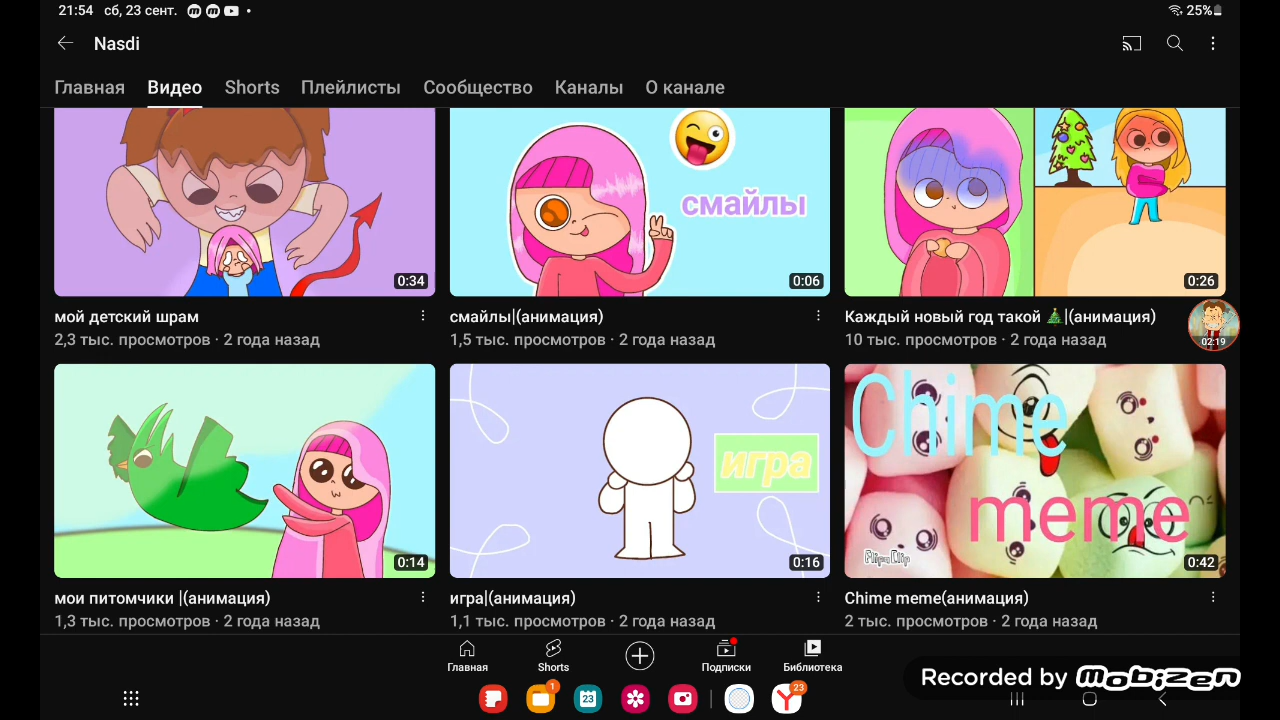 21:54 сб, 23 сент.
25%
Nasdi
Главная Видео Shorts Плейлисты Сообщество Каналы О канале
смайлы
0:34
0:06
0:26
мой детский шрам
2,3 тыс. просмотров · 2 года назад
смайлы|(анимация)
1,5 тыс. просмотров · 2 года назад
Каждый новый год такой 🎄|(анимация)
10 тыс. просмотров · 2 года назад
02:19
игра
Chime
meme
FlipaClip
0:14
0:16
0:42
мои питомчики |(анимация)
1,3 тыс. просмотров · 2 года назад
игра|(анимация)
1,1 тыс. просмотров · 2 года назад
Chime meme(анимация)
2 тыс. просмотров · 2 года назад
Главная Shorts Подписки Библиотека
Recorded by mobizen
1
23
23